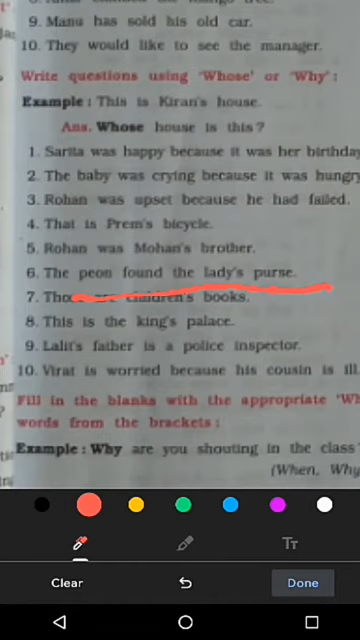 9. Manu has sold his old car.
10. They would like to see the manager.
Write questions using 'Whose' or 'Why':
Example: This is Kiran's house.
Ans. Whose house is this?
1. Sarita was happy because it was her birthday
2. The baby was crying because it was hungry
3. Rohan was upset because he had failed.
4. That is Prem's bicycle.
5. Rohan was Mohan's brother.
6. The peon found the lady's purse.
7. children's books.
8. This is the king's palace.
9. Lalit's father is a police inspector.
10. Virat is worried because his cousin is ill.
Fill in the blanks with the appropriate
words from the brackets:
Example: Why are you shouting in the class
(When, Why
Tт
Clear
Done